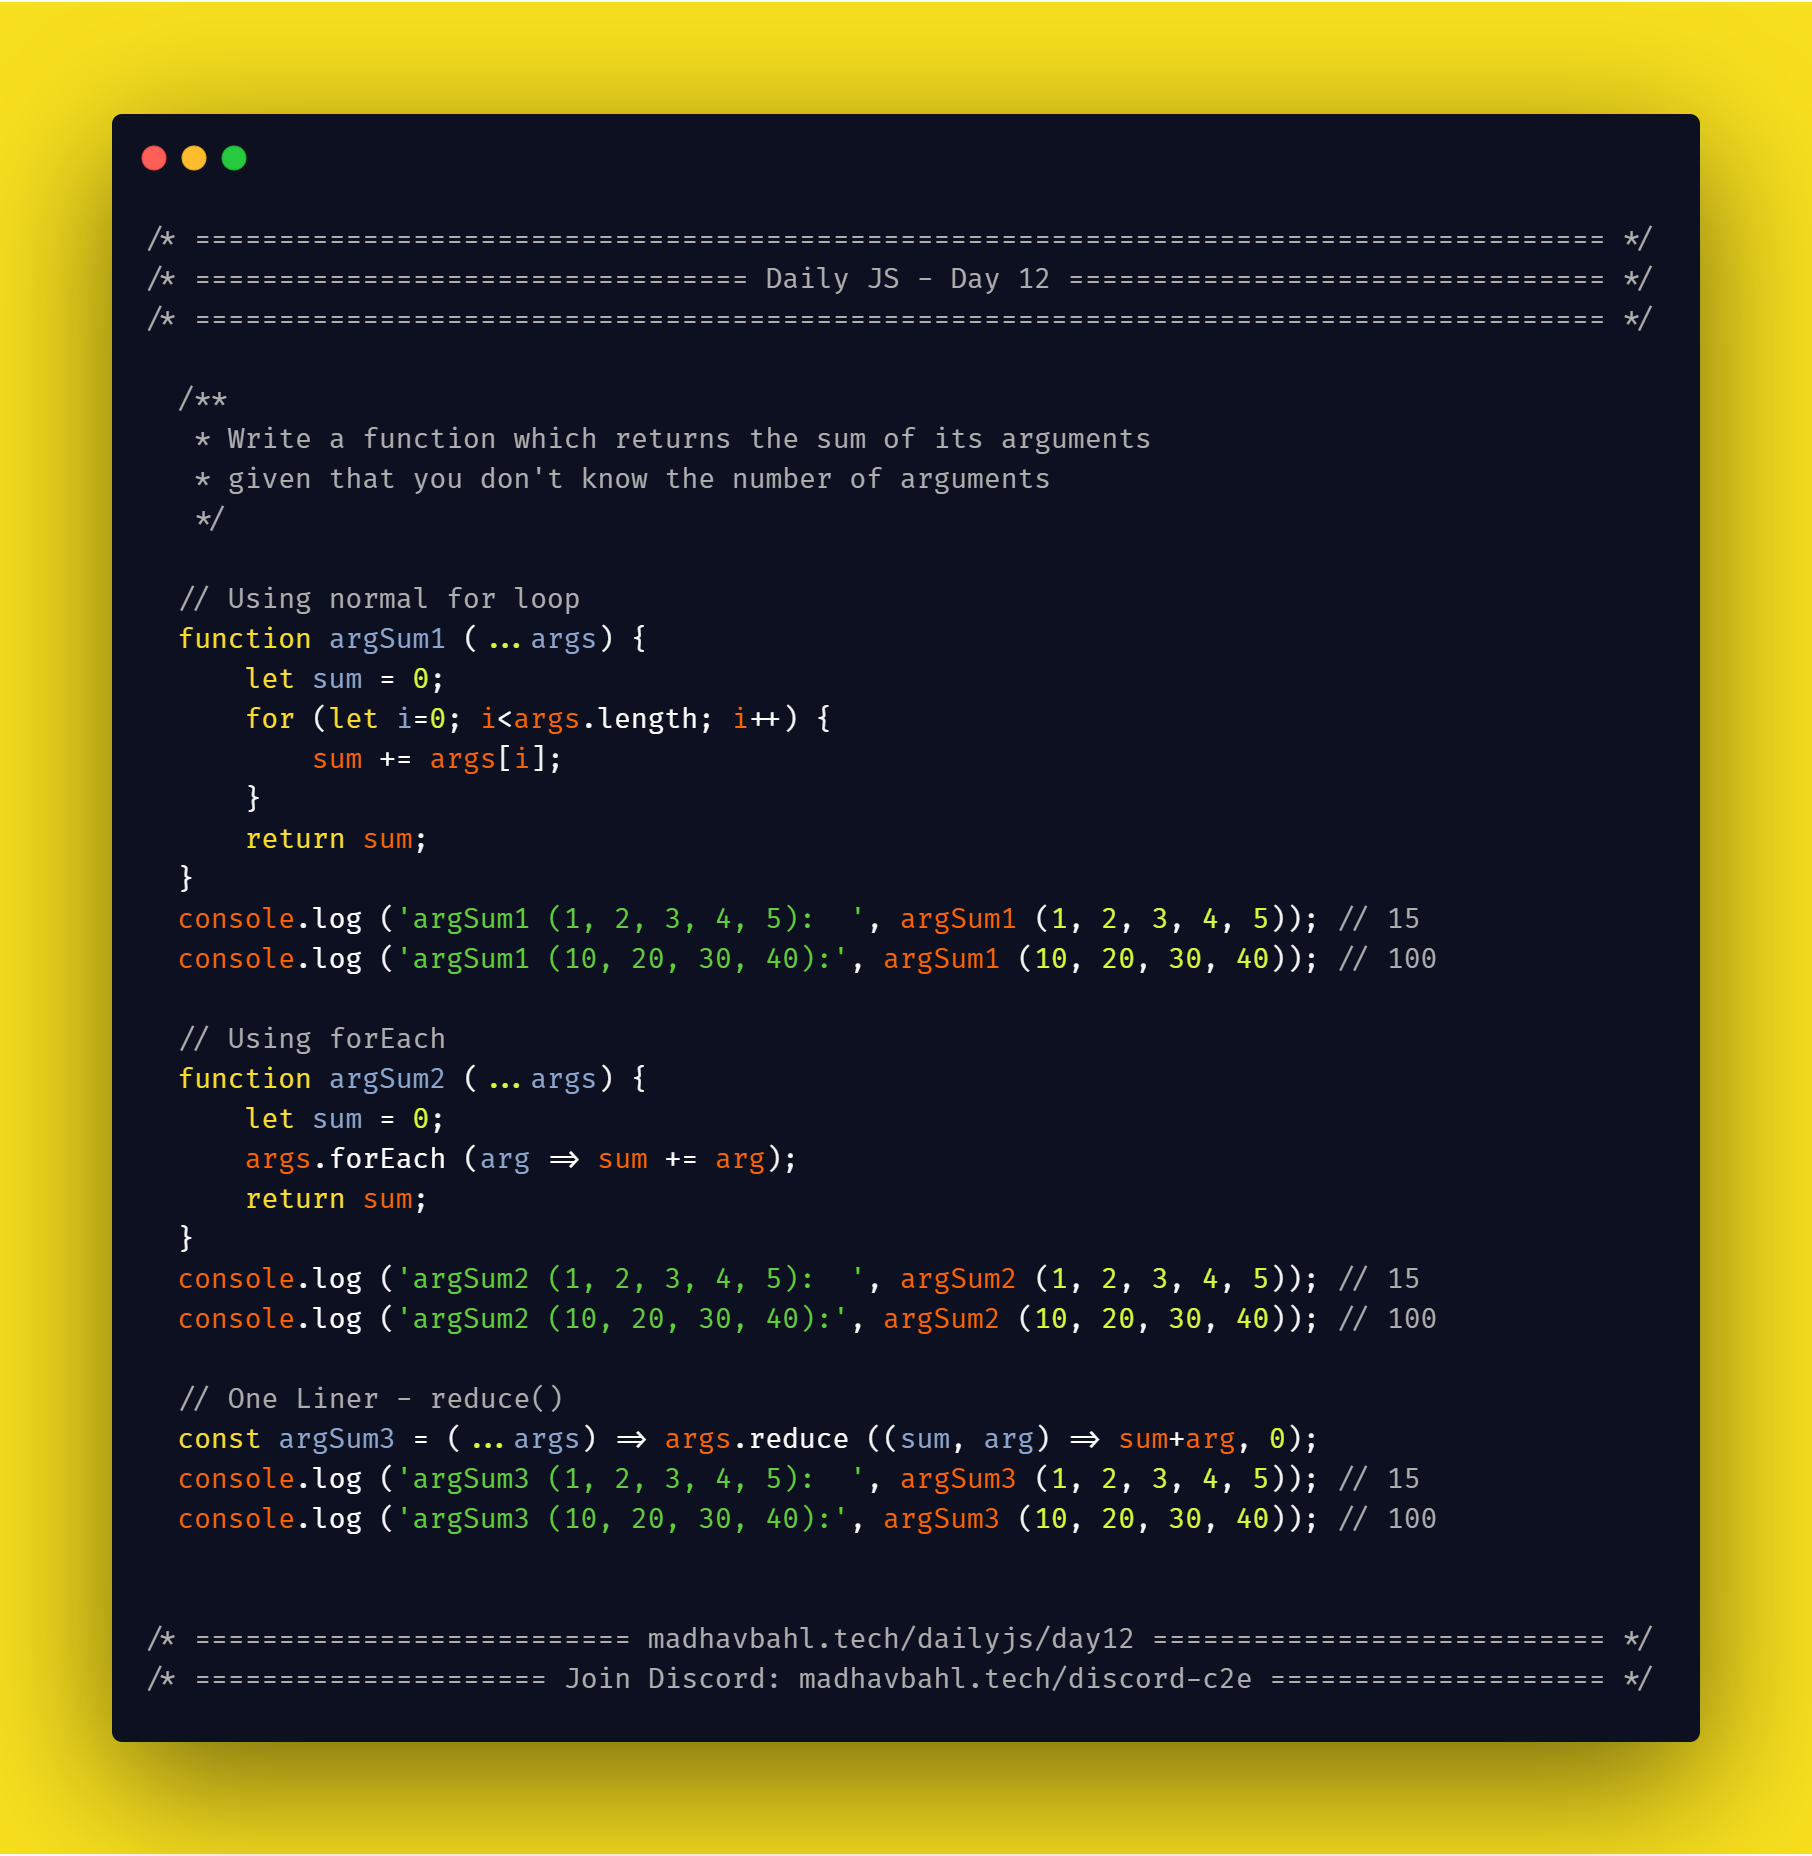 /* ==================================================================================== */
/* ================================= Daily JS - Day 12 ================================ */
/* ==================================================================================== */
/**
 * Write a function which returns the sum of its arguments
 * given that you don't know the number of arguments
 */
// Using normal for loop
function argSum1 (...args) {
    let sum = 0;
    for (let i=0; i<args.length; i++) {
        sum += args[i];
    }
    return sum;
}
console.log ('argSum1 (1, 2, 3, 4, 5):  ', argSum1 (1, 2, 3, 4, 5)); // 15
console.log ('argSum1 (10, 20, 30, 40):', argSum1 (10, 20, 30, 40)); // 100
// Using forEach
function argSum2 (...args) {
    let sum = 0;
    args.forEach (arg => sum += arg);
    return sum;
}
console.log ('argSum2 (1, 2, 3, 4, 5):  ', argSum2 (1, 2, 3, 4, 5)); // 15
console.log ('argSum2 (10, 20, 30, 40):', argSum2 (10, 20, 30, 40)); // 100
// One Liner - reduce()
const argSum3 = (...args) => args.reduce ((sum, arg) => sum+arg, 0);
console.log ('argSum3 (1, 2, 3, 4, 5):  ', argSum3 (1, 2, 3, 4, 5)); // 15
console.log ('argSum3 (10, 20, 30, 40):', argSum3 (10, 20, 30, 40)); // 100
/* ========================== madhavbahl.tech/dailyjs/day12 =========================== */
/* ===================== Join Discord: madhavbahl.tech/discord-c2e ==================== */